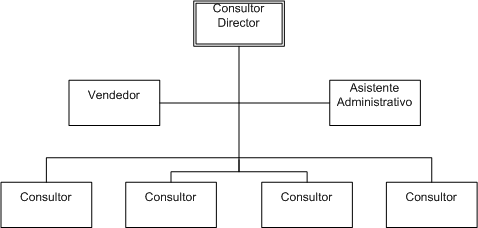 Consultor
Director
Vendedor
Asistente
Administrativo
Consultor
Consultor
Consultor
Consultor